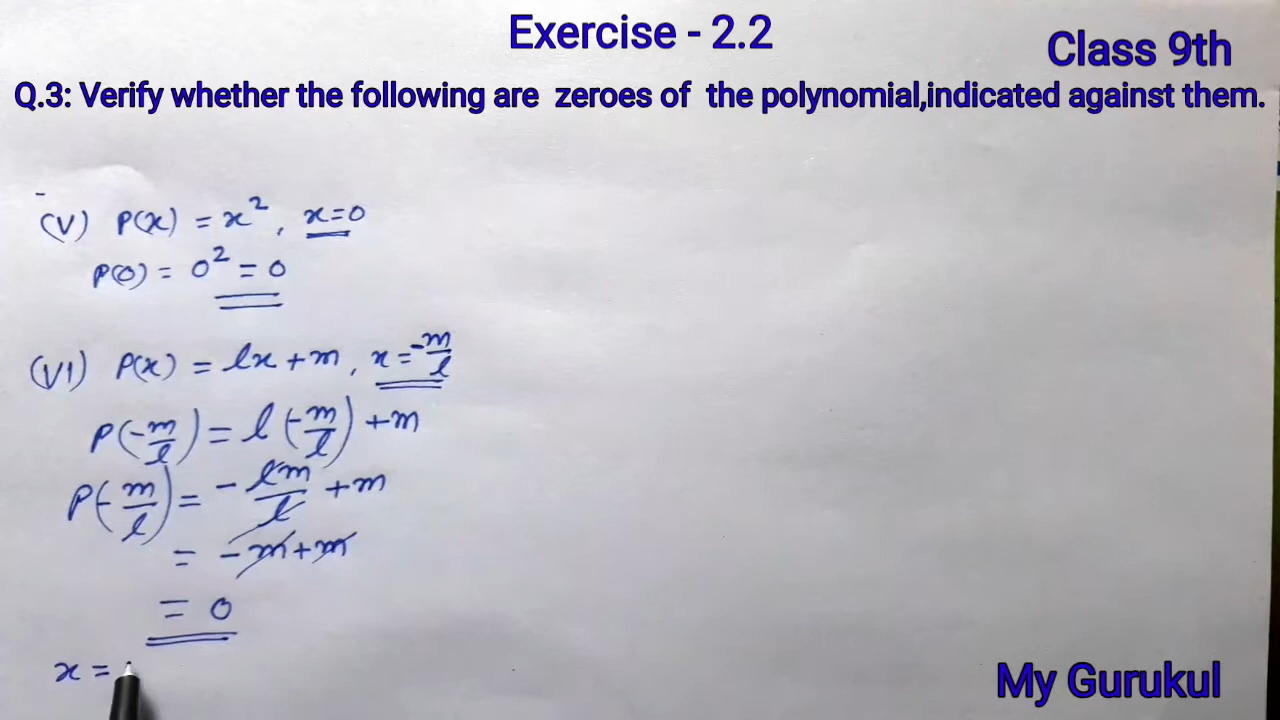 Exercise - 2.2
Class 9th
Q.3: Verify whether the following are zeroes of the polynomial,indicated against them.
(V) P(x) = x², x=0
P(0) = 0² = 0
(VI) P(x) = lx+m, x=-m/l
P(-m/l) = l(-m/l)+m
P(-m/l) = -lm/l +m
= -m+m
= 0
x =
My Gurukul